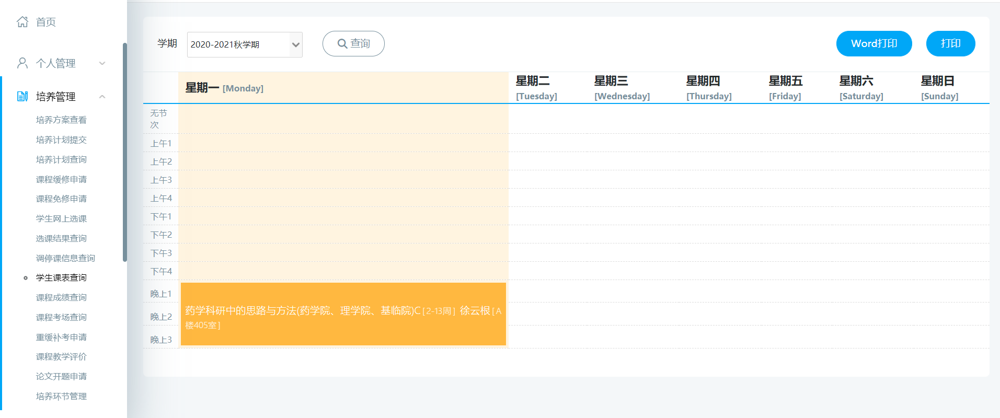 首页
个人管理
培养管理
培养方案查看
培养计划提交
培养计划查询
课程缓修申请
课程免修申请
学生网上选课
选课结果查询
调停课信息查询
学生课表查询
课程成绩查询
课程考场查询
重缓补考申请
课程教学评价
论文开题申请
培养环节管理
学期 2020-2021秋学期 查询 Word打印 打印
星期一 [Monday]
星期二
[Tuesday]
星期三
[Wednesday]
星期四
[Thursday]
星期五
[Friday]
星期六
[Saturday]
星期日
[Sunday]
无节
次
上午1
上午2
上午3
上午4
下午1
下午2
下午3
下午4
晚上1
晚上2
晚上3
药学科研中的思路与方法(药学院、理学院、基临院)C[2-13周] 徐云根[A
楼405室]